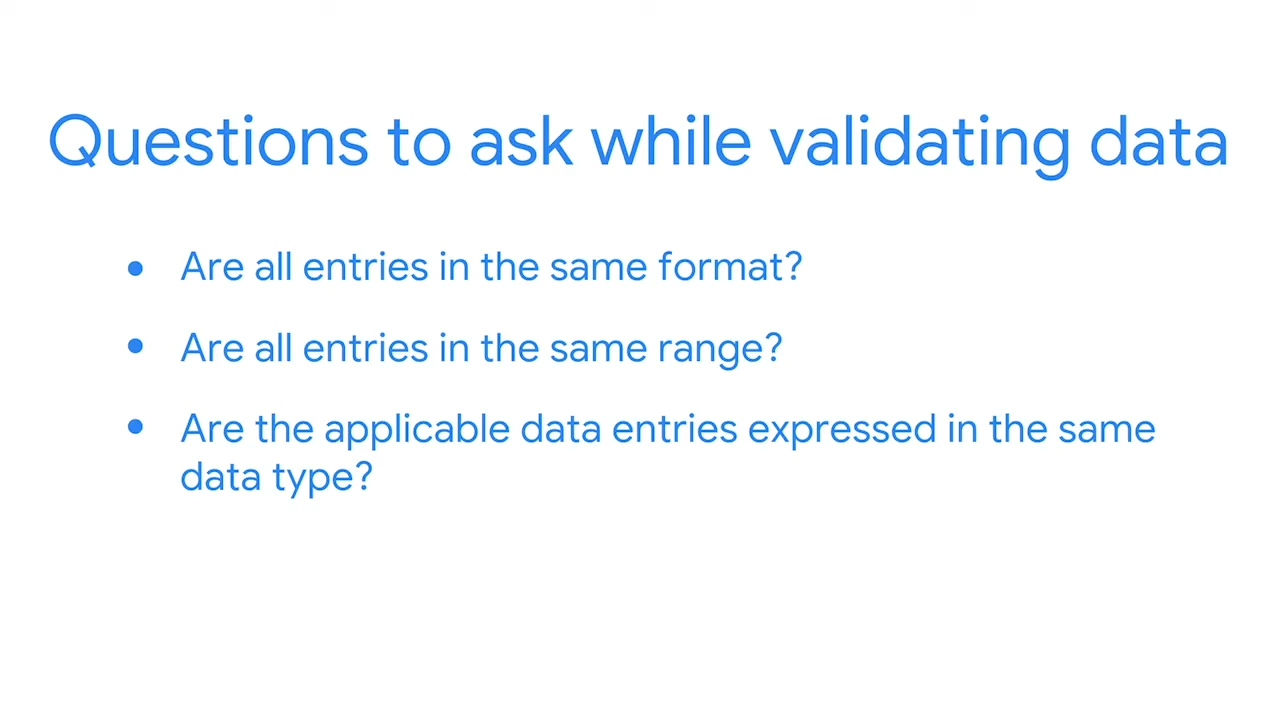 Questions to ask while validating data
• Are all entries in the same format?
• Are all entries in the same range?
• Are the applicable data entries expressed in the same
data type?